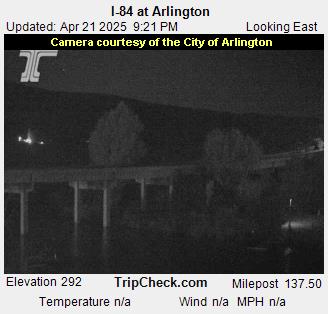 I-84 at Arlington
Updated: Apr 21 2025 9:21 PM Looking East
Camera courtesy of the City of Arlington
Elevation 292 TripCheck.com Milepost 137.50
Temperature n/a Wind n/a MPH n/a